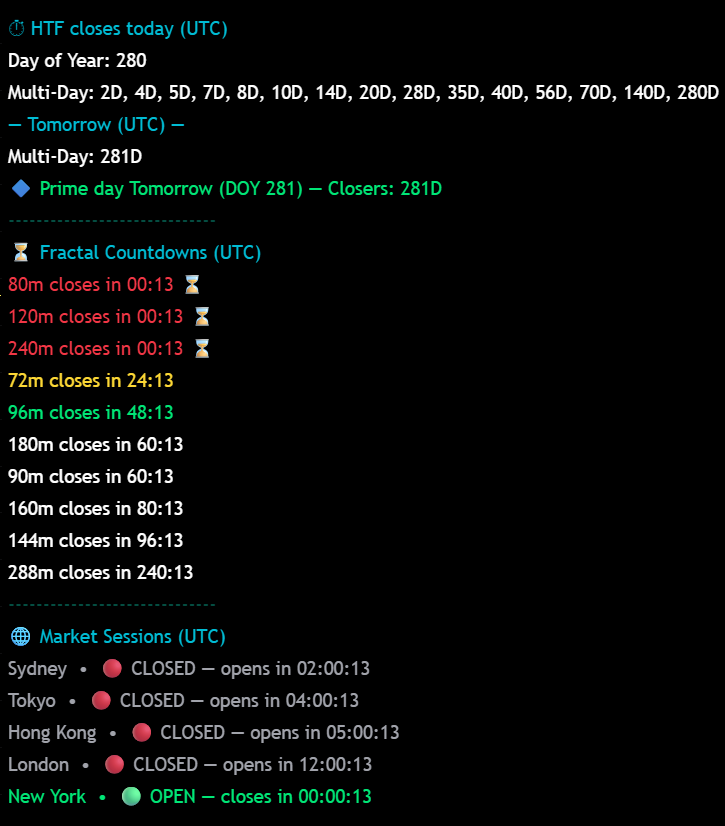 ⏱ HTF closes today (UTC)
Day of Year: 280
Multi-Day: 2D, 4D, 5D, 7D, 8D, 10D, 14D, 20D, 28D, 35D, 40D, 56D, 70D, 140D, 280D
— Tomorrow (UTC) —
Multi-Day: 281D
🔷 Prime day Tomorrow (DOY 281) — Closers: 281D
------------------------------
⏳ Fractal Countdowns (UTC)
80m closes in 00:13 ⏳
120m closes in 00:13 ⏳
240m closes in 00:13 ⏳
72m closes in 24:13
96m closes in 48:13
180m closes in 60:13
90m closes in 60:13
160m closes in 80:13
144m closes in 96:13
288m closes in 240:13
------------------------------
🌐 Market Sessions (UTC)
Sydney • 🔴 CLOSED — opens in 02:00:13
Tokyo • 🔴 CLOSED — opens in 04:00:13
Hong Kong • 🔴 CLOSED — opens in 05:00:13
London • 🔴 CLOSED — opens in 12:00:13
New York • 🟢 OPEN — closes in 00:00:13